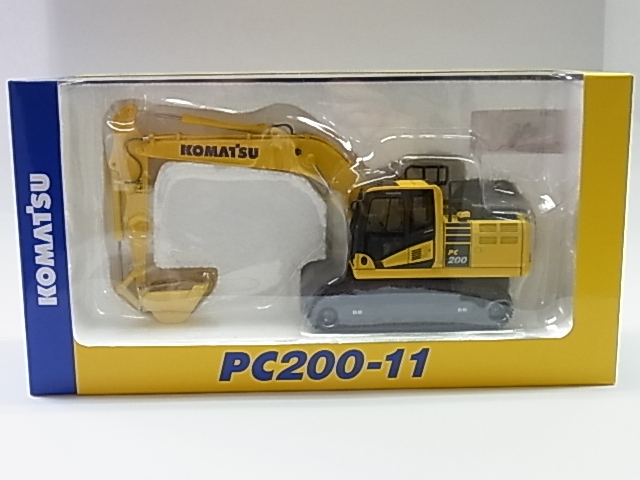 KOMATSU
KOMATSU
PC
200
PC200-11